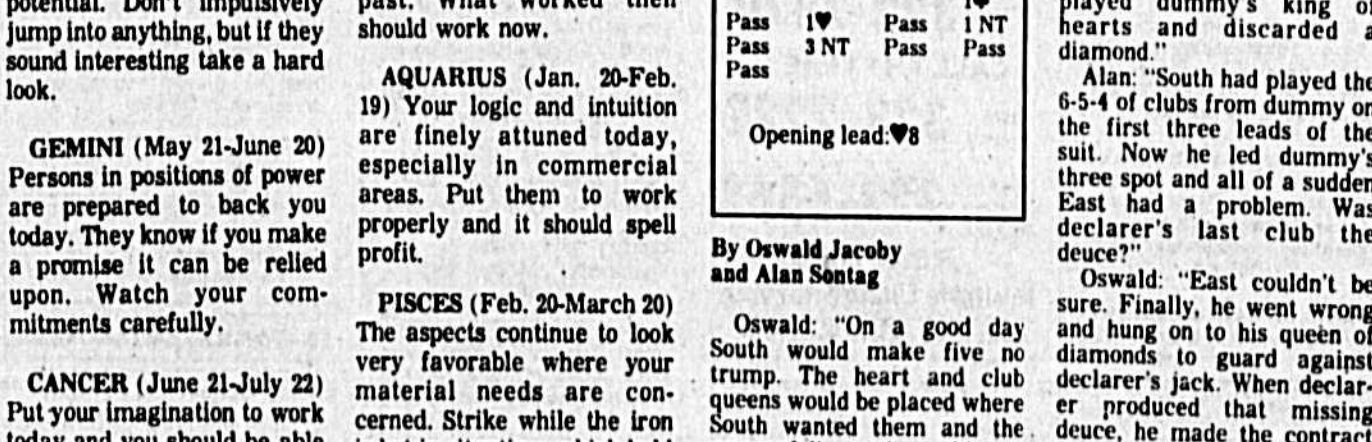 potential. Don't impulsively
jump into anything, but if they
sound interesting take a hard
look.
GEMINI (May 21-June 20)
Persons in positions of power
are prepared to back you
today. They know if you make
a promise it can be relied
upon. Watch your com-
mitments carefully.
CANCER (June 21-July 22)
Put your imagination to work
today and you should be able
past. What worked then
should work now.
AQUARIUS (Jan. 20-Feb.
19) Your logic and intuition
are finely attuned today,
especially in commercial
areas. Put them to work
properly and it should spell
profit.
PISCES (Feb. 20-March 20)
The aspects continue to look
very favorable where your
material needs are con-
cerned. Strike while the iron
Pass 1♥ Pass 1 NT
Pass 3 NT Pass Pass
Pass
Opening lead:♥8
By Oswald Jacoby
and Alan Sontag
Oswald: "On a good day
South would make five no
trump. The heart and club
queens would be placed where
South wanted them and the
played dummy's king of
hearts and discarded a
diamond."
Alan: "South had played the
6-5-4 of clubs from dummy on
the first three leads of the
suit. Now he led dummy's
three spot and all of a sudden
East had a problem. Was
declarer's last club the
deuce?"
Oswald: "East couldn't be
sure. Finally, he went wrong
and hung on to his queen of
diamonds to guard against
declarer's jack. When declar-
er produced that missing
deuce, he made the contract